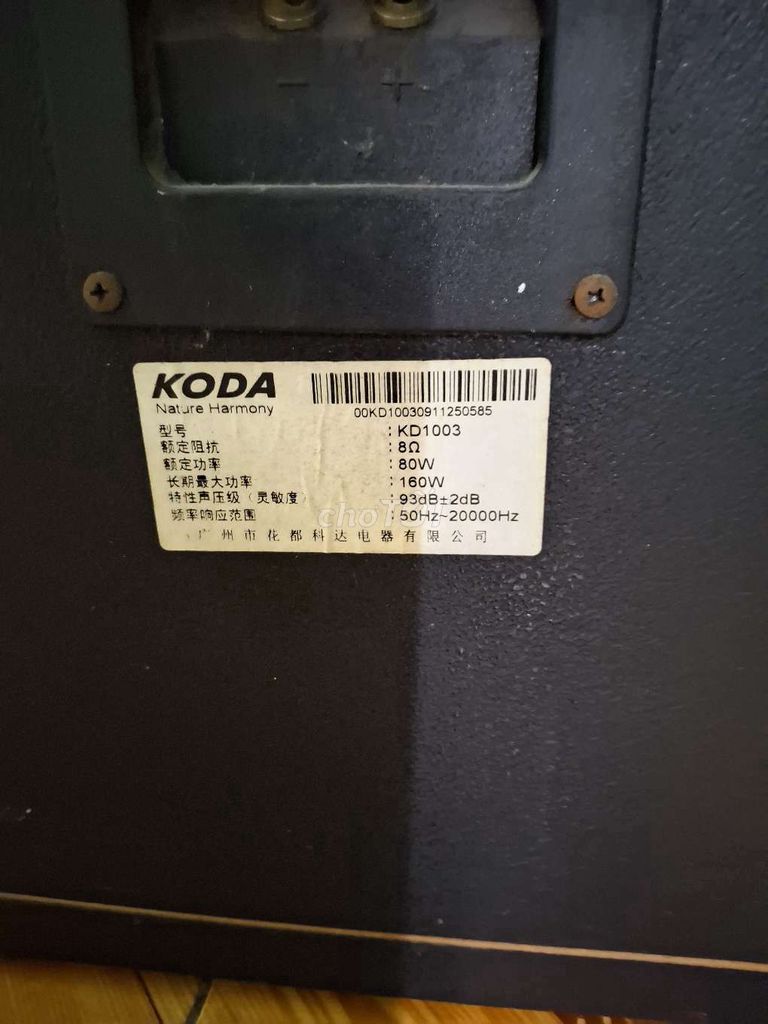 − +
KODA
Nature Harmony
00KD10030911250585
型号 : KD1003
额定阻抗 : 8Ω
额定功率 : 80W
长期最大功率 : 160W
特性声压级（灵敏度） : 93dB±2dB
频率响应范围 : 50Hz~20000Hz
广州市花都科达电器有限公司
choTot